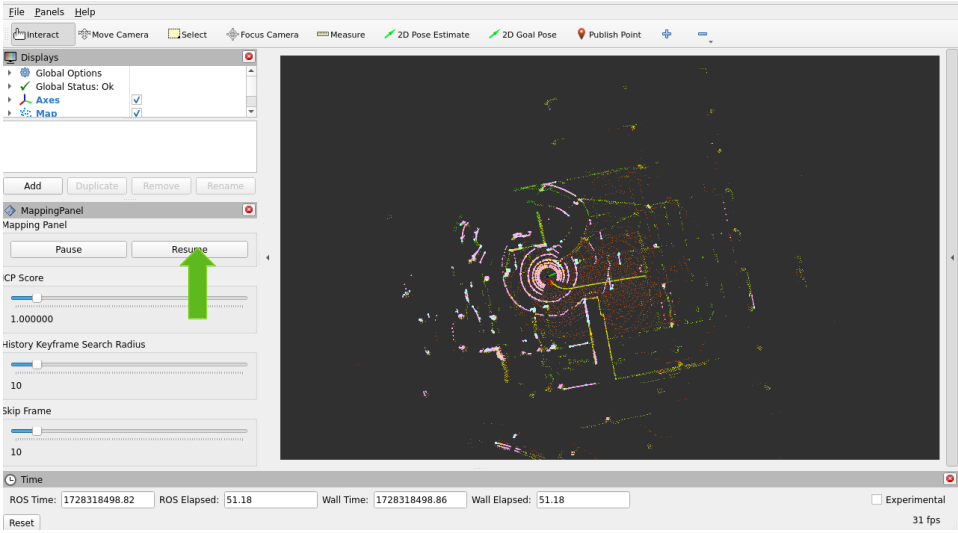 File Panels Help
Interact Move Camera Select Focus Camera Measure 2D Pose Estimate 2D Goal Pose Publish Point
Displays
Global Options
Global Status: Ok
Axes
Map
Add Duplicate Remove Rename
MappingPanel
Mapping Panel
Pause Resume
ICP Score
1.000000
History Keyframe Search Radius
10
Skip Frame
10
Time
ROS Time: 1728318498.82 ROS Elapsed: 51.18 Wall Time: 1728318498.86 Wall Elapsed: 51.18 Experimental
Reset 31 fps